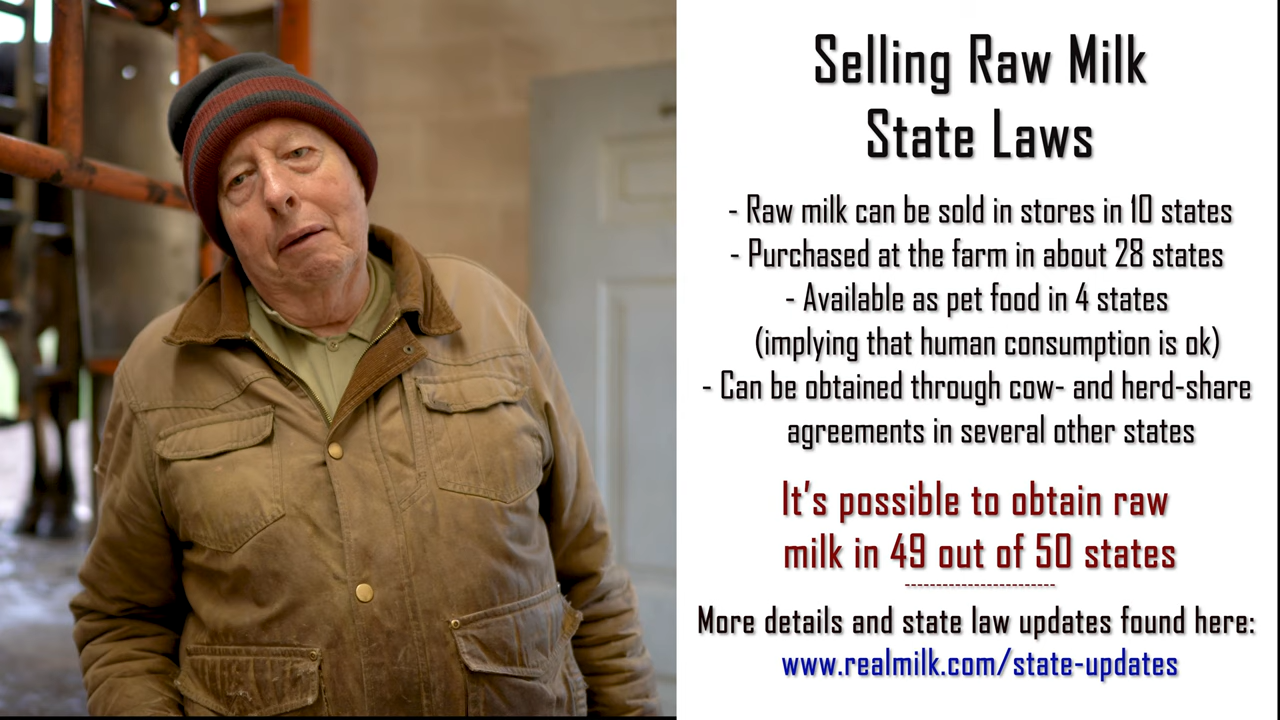 Selling Raw Milk
State Laws
- Raw milk can be sold in stores in 10 states
- Purchased at the farm in about 28 states
- Available as pet food in 4 states
(implying that human consumption is ok)
- Can be obtained through cow- and herd-share
agreements in several other states
It's possible to obtain raw
milk in 49 out of 50 states
-----------------------
More details and state law updates found here:
www.realmilk.com/state-updates